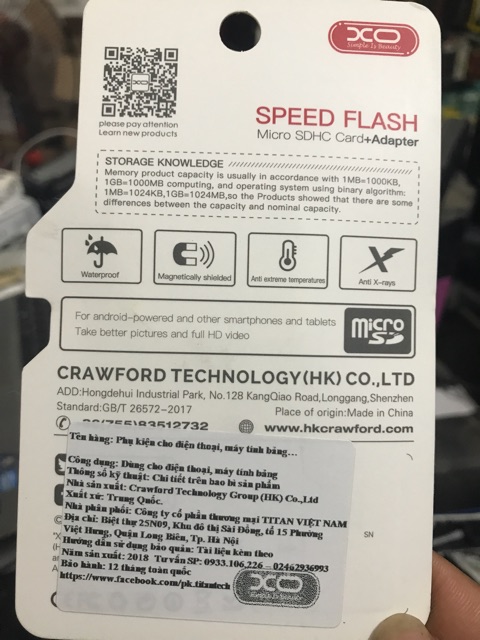 XO
Simple Is Beauty
please pay attention
Learn new products
SPEED FLASH
Micro SDHC Card+Adapter
STORAGE KNOWLEDGE
Memory product capacity is usually in accordance with 1MB=1000KB,
1GB=1000MB computing, and operating system using binary algorithm:
1MB=1024KB,1GB=1024MB,so the Products showed that there are some
differences between the capacity and nominal capacity.
Waterproof
Magnetically shielded
Anti extreme temperatures
Anti X-rays
For android-powered and other smartphones and tablets
Take better pictures and full HD video
micro SD
CRAWFORD TECHNOLOGY(HK) CO.,LTD
ADD:Hongdehui Industrial Park, No.128 KangQiao Road,Longgang,Shenzhen
Standard:GB/T 26572-2017 Place of origin:Made in China
83512732 www.hkcrawford.com
Tên hàng: Phụ kiện cho điện thoại, máy tính bảng...
Công dụng: Dùng cho điện thoại, máy tính bảng
Thông số kỹ thuật: Chi tiết trên bao bì sản phẩm
Nhà sản xuất: Crawford Technology Group (HK) Co.,Ltd
Xuất xứ: Trung Quốc.
Nhà phân phối: Công ty cổ phần thương mại TITAN VIỆT NAM
Địa chỉ: Biệt thự 25N09, Khu đô thị Sài Đồng, tổ 15 Phường
Việt Hưng, Quận Long Biên, Tp. Hà Nội
Hướng dẫn sử dụng bảo quản: Tài liệu kèm theo
Năm sản xuất: 2018 Tư vấn SP: 0933.106.226 - 02462936993
Bảo hành: 12 tháng toàn quốc
https://www.facebook.com/pk.titantech
XO
Simple Is Beauty
SN